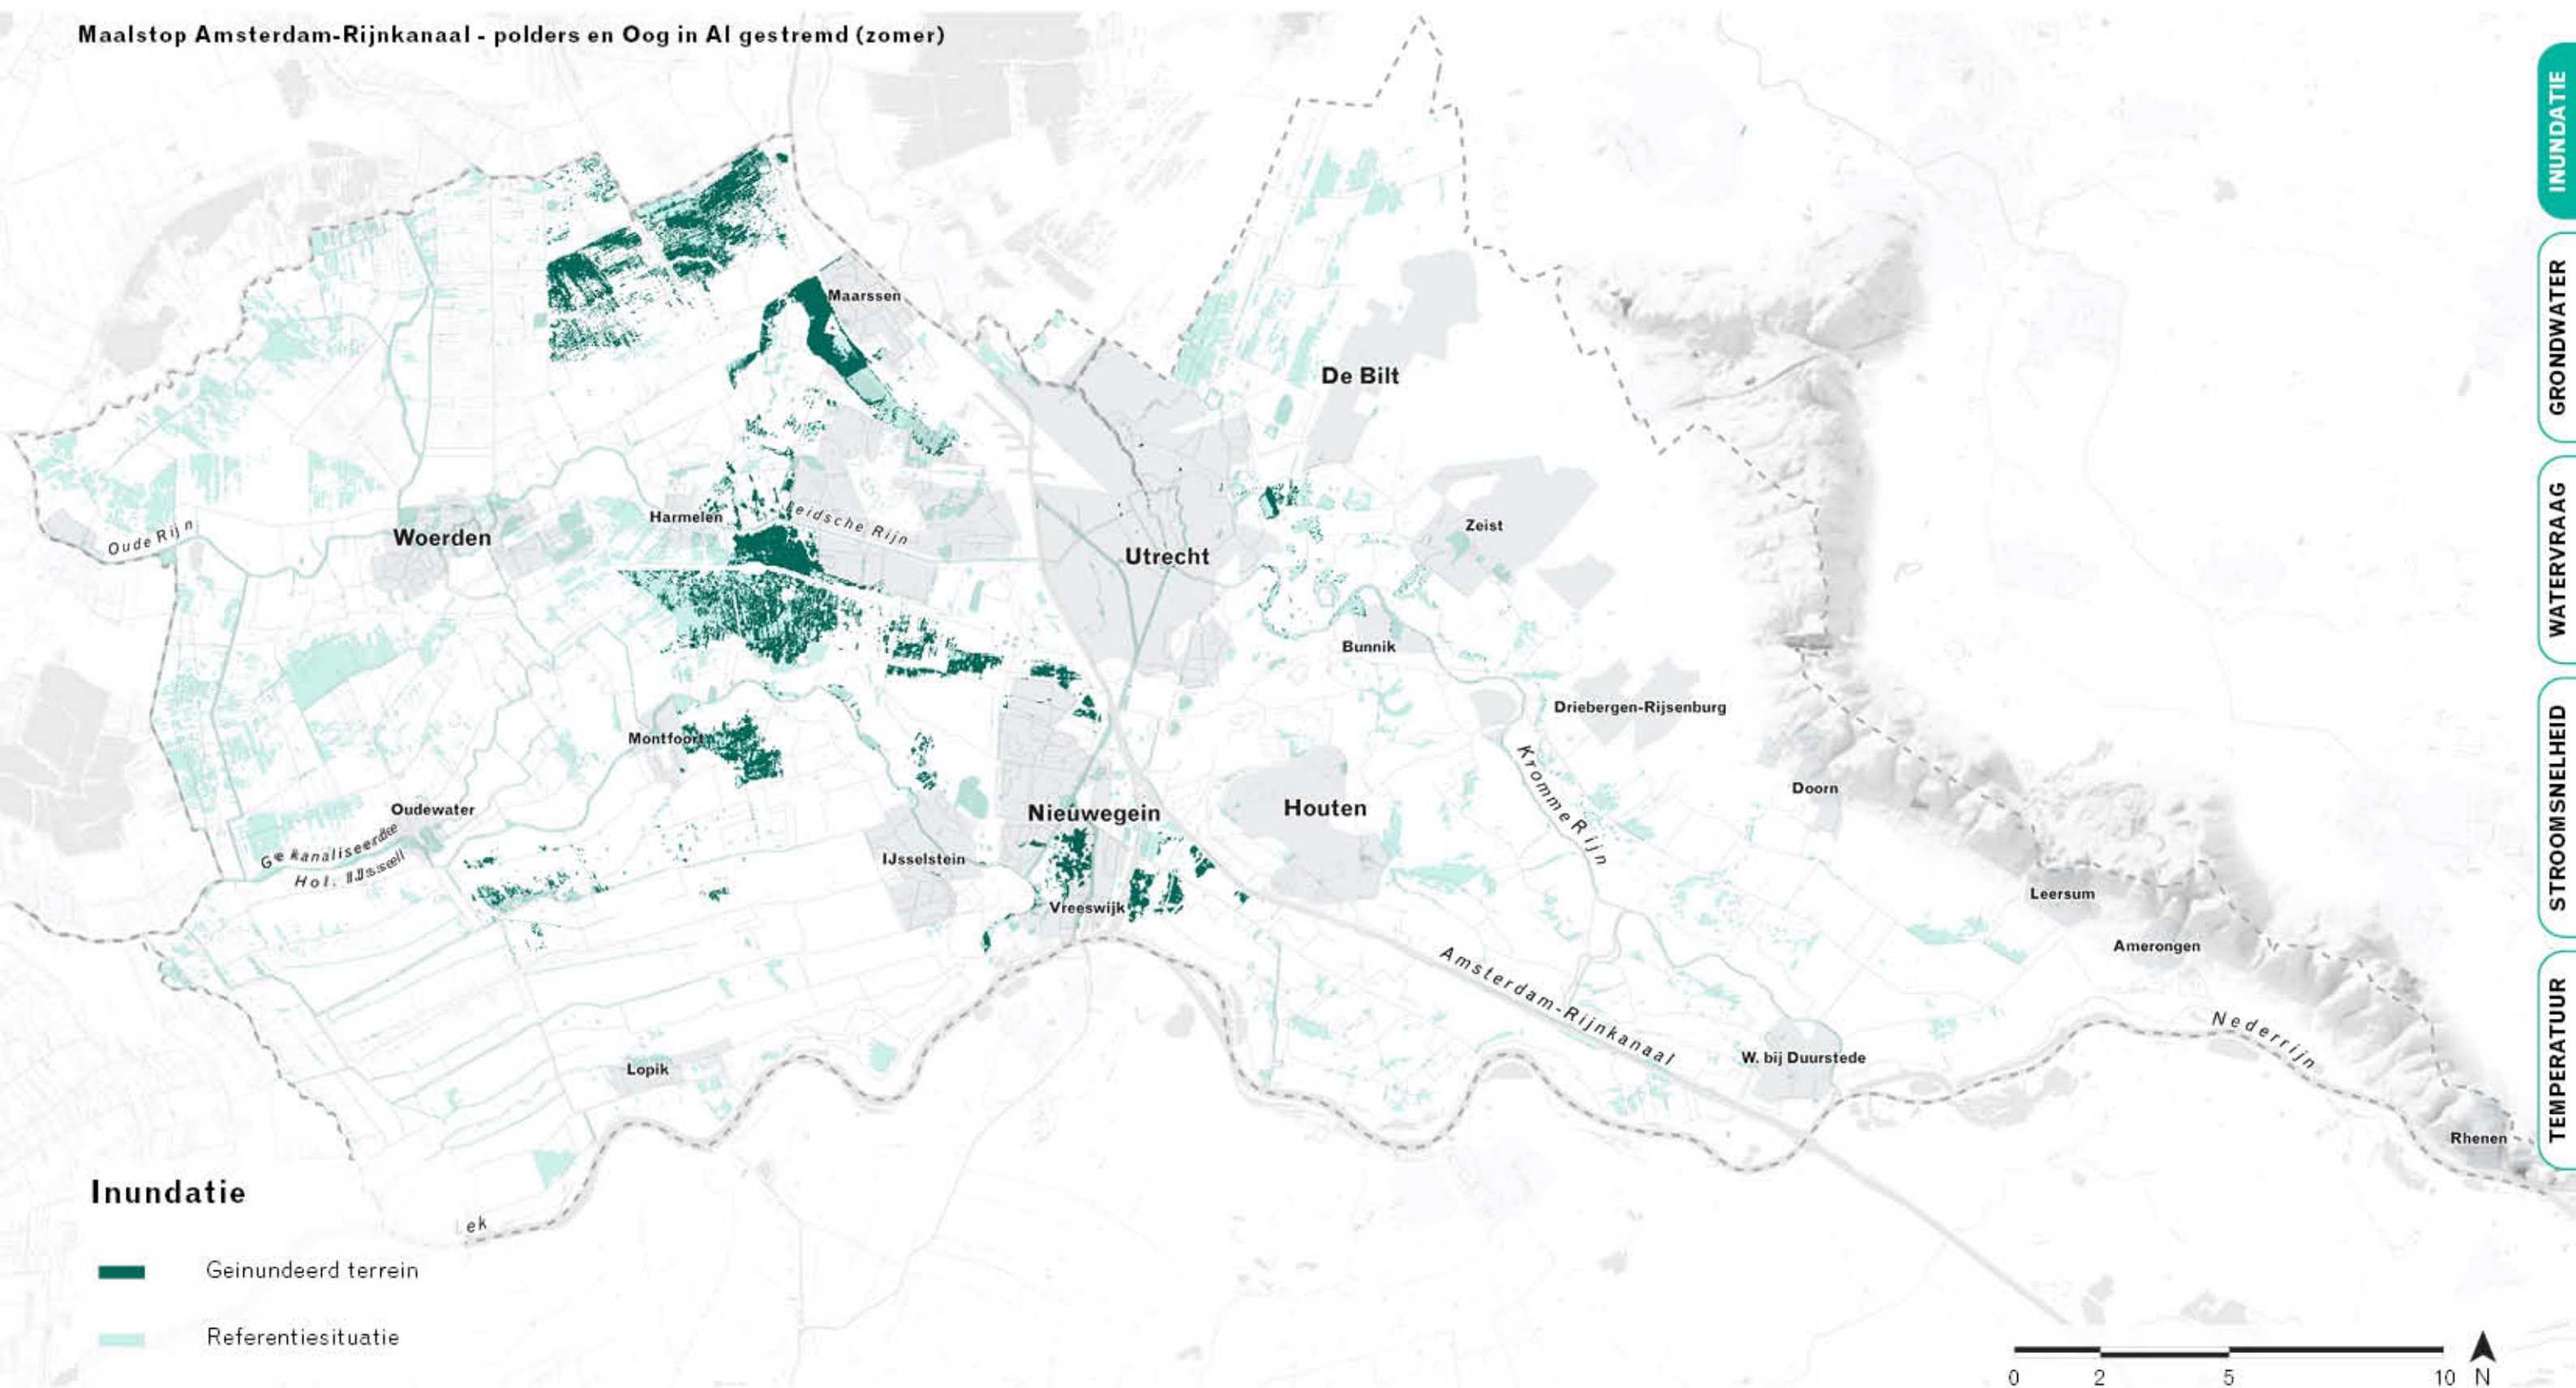 Maalstop Amsterdam-Rijnkanaal - polders en Oog in Al gestremd (zomer)
INUNDATIE
GRONDWATER
WATERVRAAG
STROOMSNELHEID
TEMPERATUUR
Maarssen
De Bilt
Oude Rijn
Woerden
Harmelen
Leidsche Rijn
Utrecht
Zeist
Bunnik
Driebergen-Rijsenburg
Montfoort
Kromme Rijn
Doorn
Oudewater
Nieuwegein
Houten
Gekanaliseerde
Hol. IJssel
IJsselstein
Vreeswijk
Leersum
Amerongen
Amsterdam-Rijnkanaal
Nederrijn
W. bij Duurstede
Lopik
Rhenen
Lek
Inundatie
Geinundeerd terrein
Referentiesituatie
0 2 5 10 N